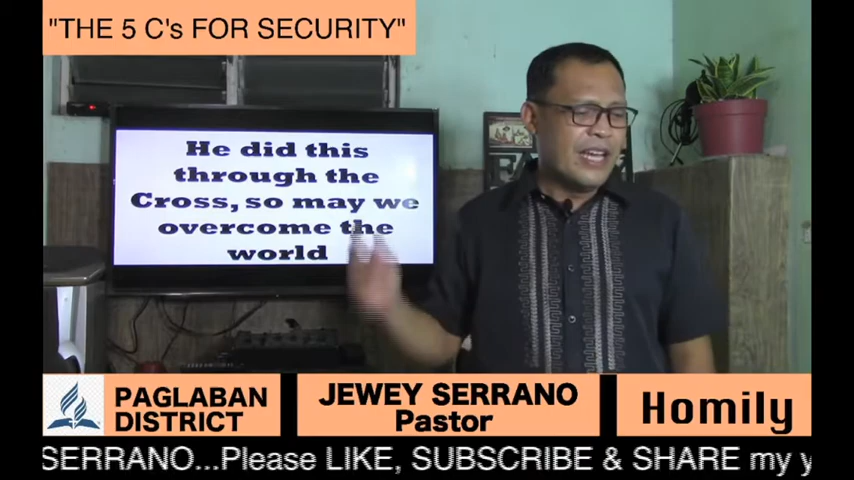 "THE 5 C's FOR SECURITY"
He did this
through the
Cross, so may we
overcome the
world
PAGLABAN
DISTRICT
JEWEY SERRANO
Pastor
Homily
SERRANO...Please LIKE, SUBSCRIBE & SHARE my